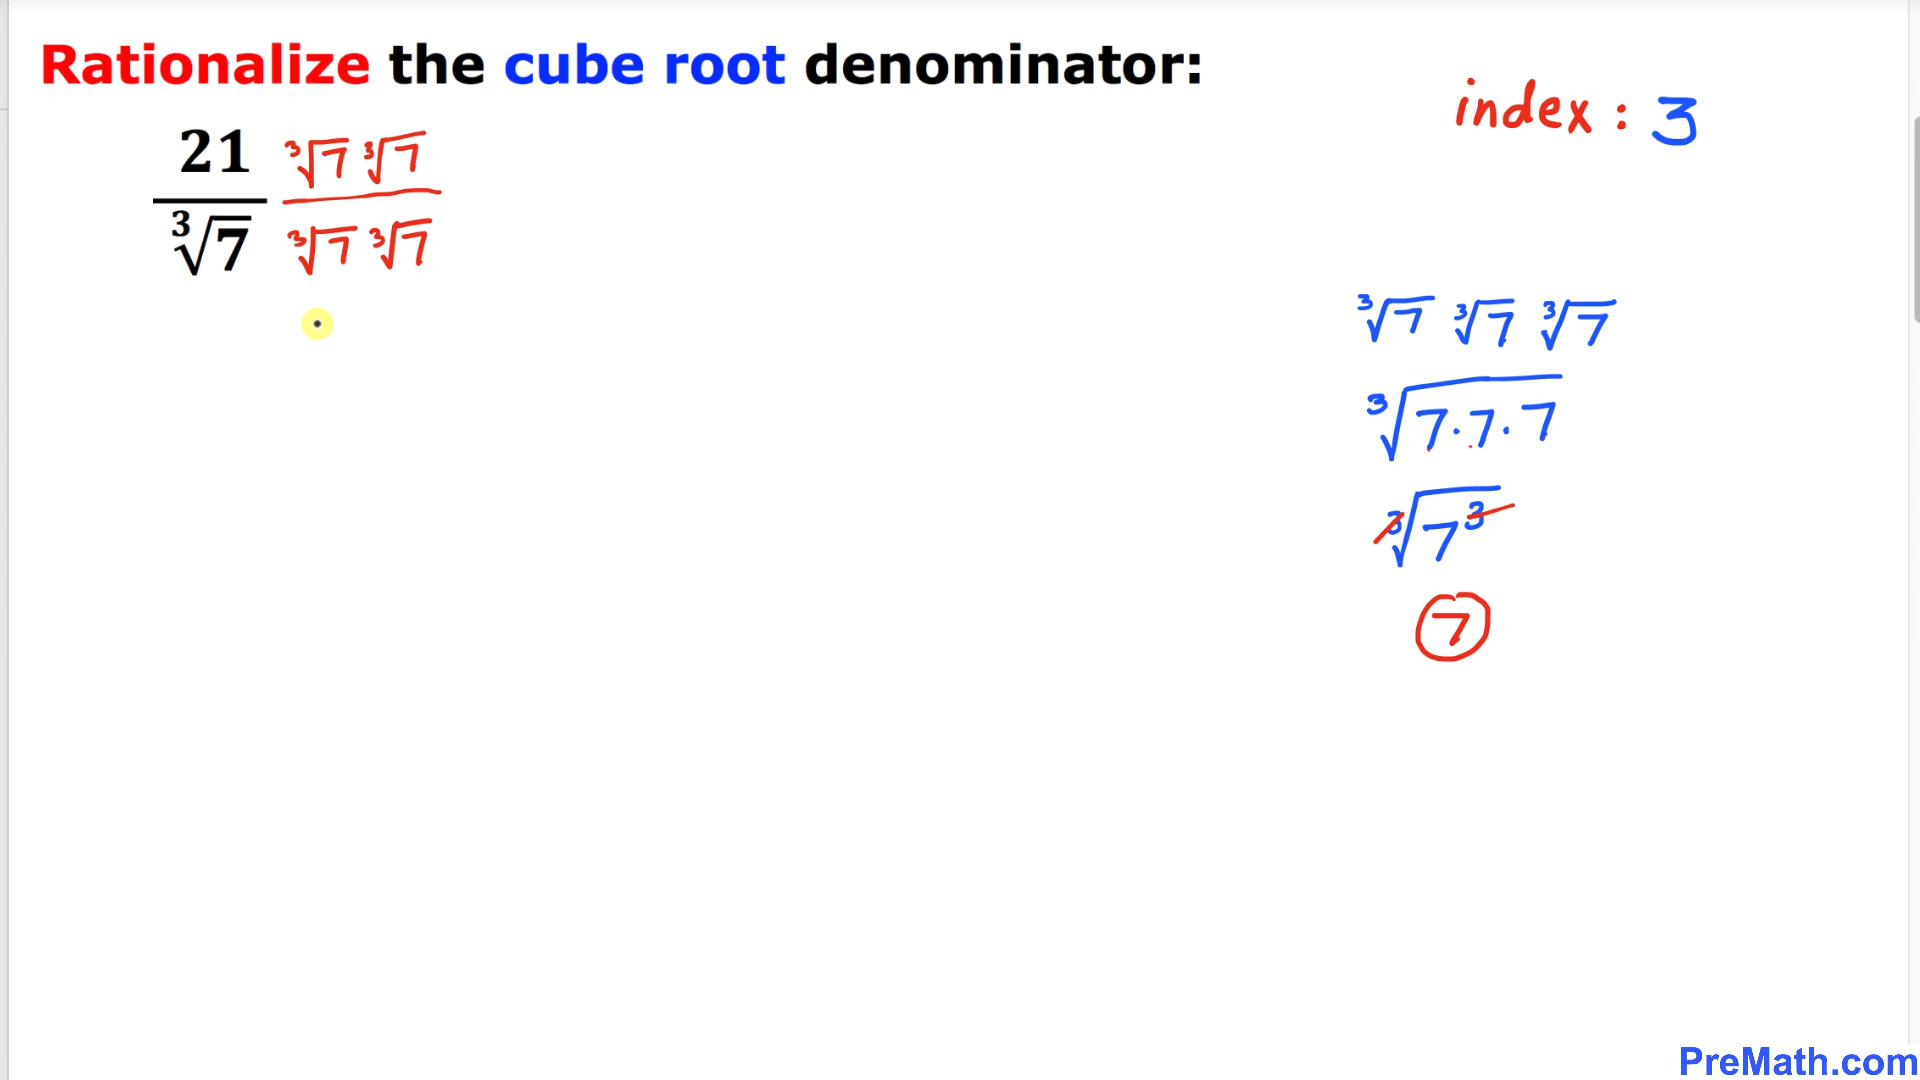 Rationalize the cube root denominator:
index : 3
21 ∛7 ∛7
∛7 ∛7 ∛7
∛7 ∛7 ∛7
∛7·7·7
∛7³
7
PreMath.com